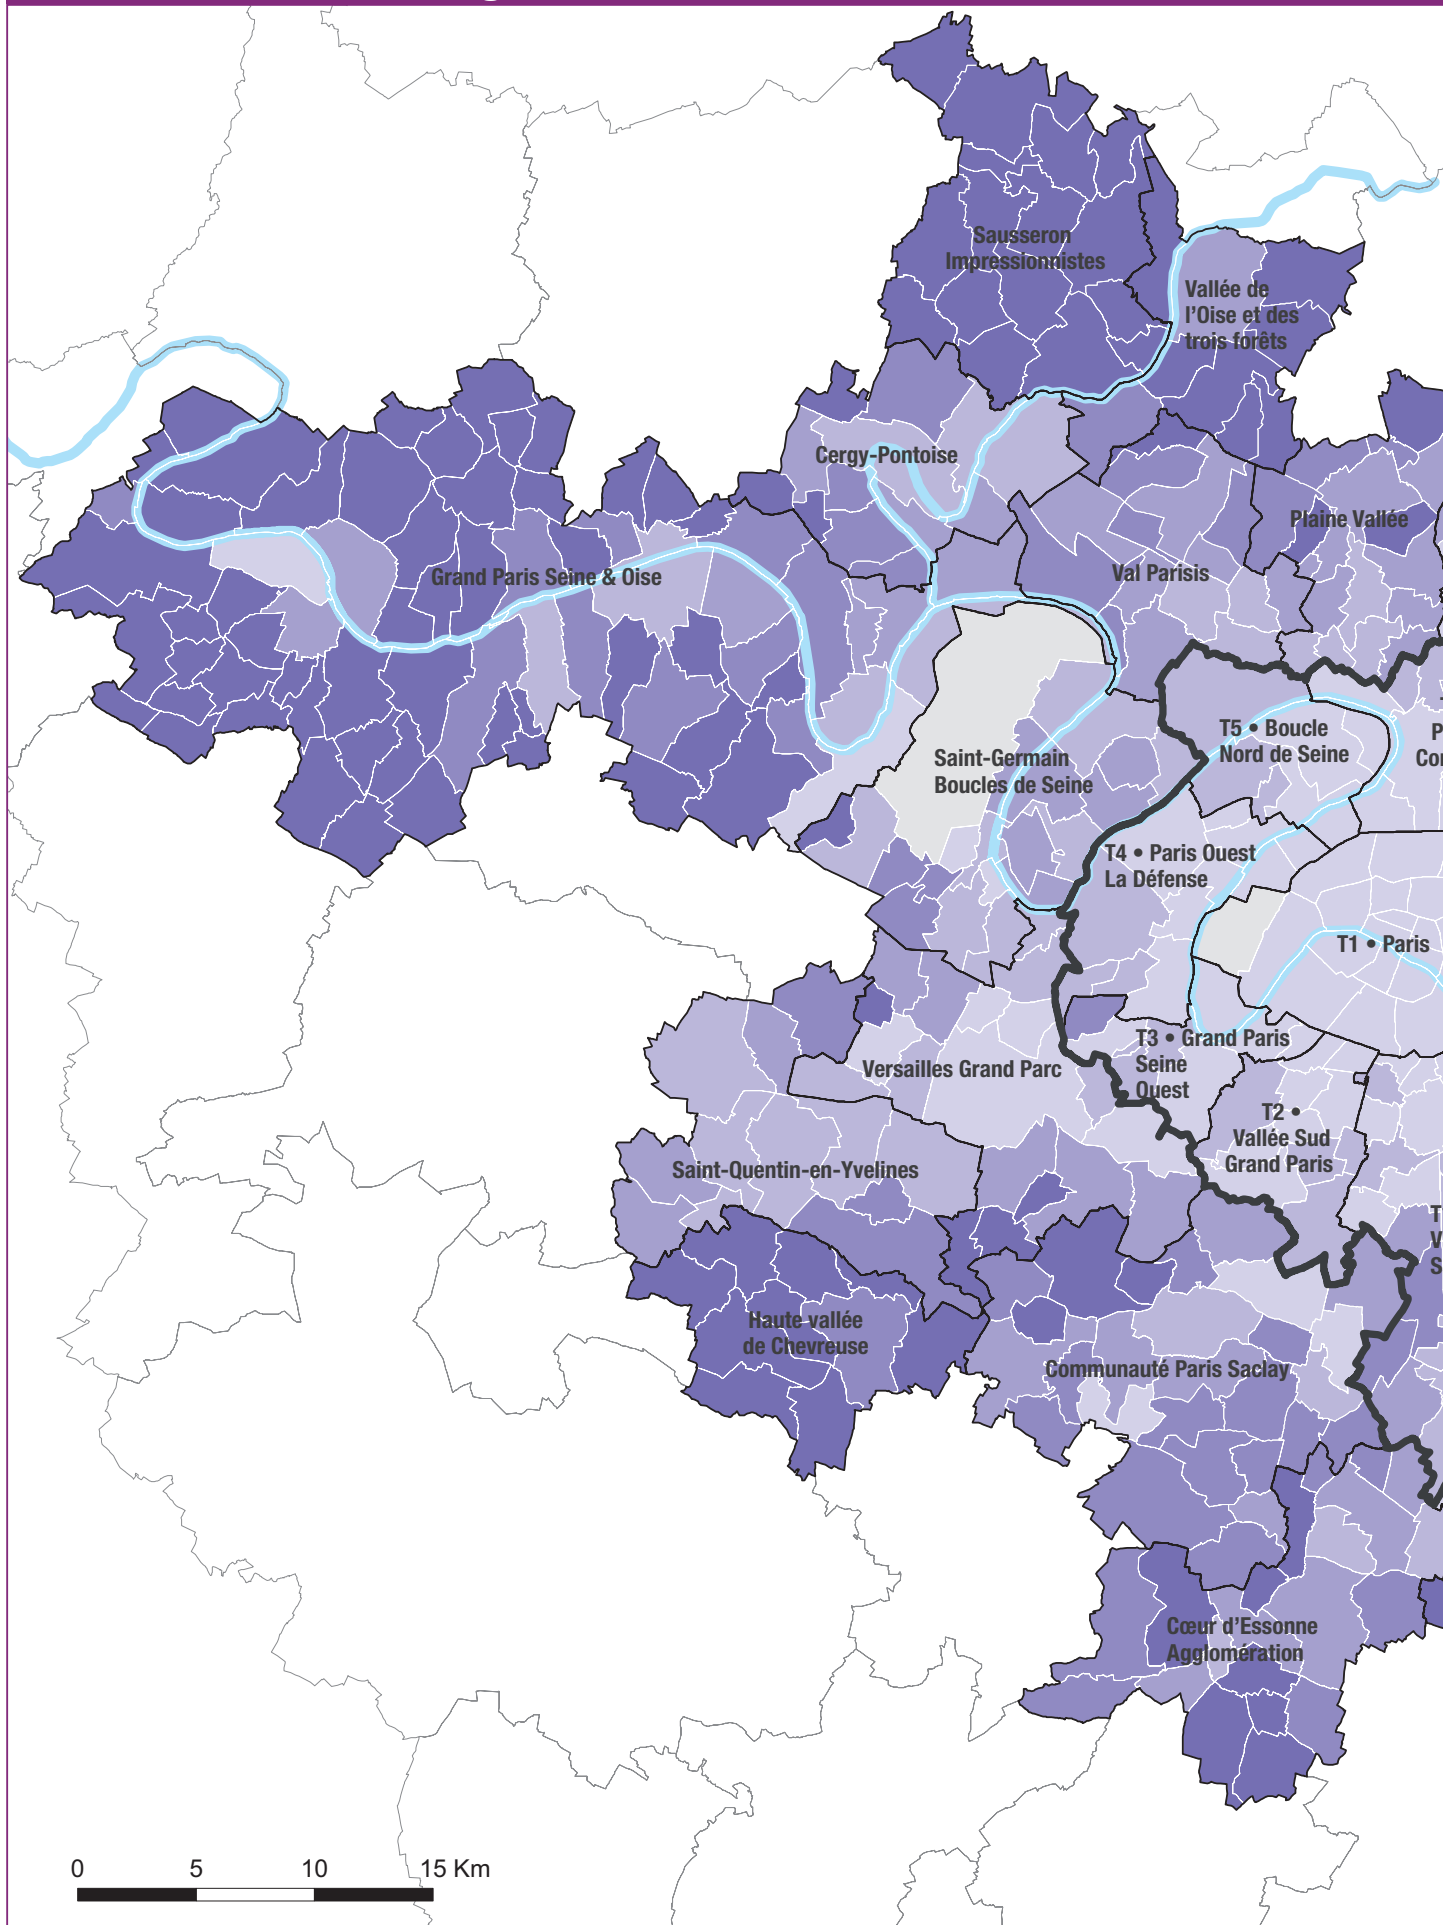 Sausseron
Impressionnistes
Vallée de
l'Oise et des
trois forêts
Cergy-Pontoise
Plaine Vallée
Grand Paris Seine & Oise
Val Parisis
T5 • Boucle
Nord de Seine
Saint-Germain
Boucles de Seine
T4 • Paris Ouest
La Défense
T1 • Paris
T3 • Grand Paris
Seine
Ouest
Versailles Grand Parc
T2 •
Vallée Sud
Grand Paris
Saint-Quentin-en-Yvelines
Haute vallée
de Chevreuse
Communauté Paris Saclay
Cœur d'Essonne
Agglomération
0 5 10 15 Km